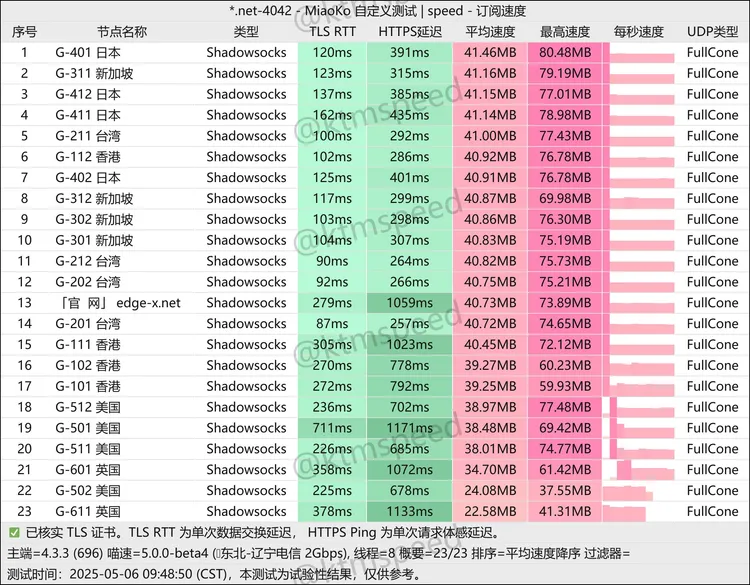 *.net-4042 - MiaoKo 自定义测试 | speed - 订阅速度
序号 节点名称 类型 TLS RTT HTTPS延迟 平均速度 最高速度 每秒速度 UDP类型
1 G-401 日本 Shadowsocks 120ms 391ms 41.46MB 80.48MB FullCone
2 G-311 新加坡 Shadowsocks 123ms 315ms 41.16MB 79.19MB FullCone
3 G-412 日本 Shadowsocks 137ms 385ms 41.15MB 77.01MB FullCone
4 G-411 日本 Shadowsocks 162ms 435ms 41.14MB 78.98MB FullCone
5 G-211 台湾 Shadowsocks 100ms 292ms 41.00MB 77.43MB FullCone
6 G-112 香港 Shadowsocks 102ms 286ms 40.92MB 76.78MB FullCone
7 G-402 日本 Shadowsocks 125ms 401ms 40.91MB 76.78MB FullCone
8 G-312 新加坡 Shadowsocks 117ms 299ms 40.87MB 69.98MB FullCone
9 G-302 新加坡 Shadowsocks 103ms 298ms 40.86MB 76.30MB FullCone
10 G-301 新加坡 Shadowsocks 104ms 307ms 40.83MB 75.19MB FullCone
11 G-212 台湾 Shadowsocks 90ms 264ms 40.82MB 75.73MB FullCone
12 G-202 台湾 Shadowsocks 92ms 266ms 40.75MB 75.21MB FullCone
13 「官 网」 edge-x.net Shadowsocks 279ms 1059ms 40.73MB 73.89MB FullCone
14 G-201 台湾 Shadowsocks 87ms 257ms 40.72MB 74.65MB FullCone
15 G-111 香港 Shadowsocks 305ms 1023ms 40.45MB 72.12MB FullCone
16 G-102 香港 Shadowsocks 270ms 778ms 39.27MB 60.23MB FullCone
17 G-101 香港 Shadowsocks 272ms 792ms 39.25MB 59.93MB FullCone
18 G-512 美国 Shadowsocks 236ms 702ms 38.97MB 77.48MB FullCone
19 G-501 美国 Shadowsocks 711ms 1171ms 38.48MB 69.42MB FullCone
20 G-511 美国 Shadowsocks 226ms 685ms 38.01MB 74.77MB FullCone
21 G-601 英国 Shadowsocks 358ms 1072ms 34.70MB 61.42MB FullCone
22 G-502 美国 Shadowsocks 225ms 678ms 24.08MB 37.55MB FullCone
23 G-611 英国 Shadowsocks 378ms 1133ms 22.58MB 41.31MB FullCone
✅ 已核实 TLS 证书。TLS RTT 为单次数据交换延迟， HTTPS Ping 为单次请求体感延迟。
主端=4.3.3 (696) 喵速=5.0.0-beta4 (东北-辽宁电信 2Gbps), 线程=8 概要=23/23 排序=平均速度降序 过滤器=
测试时间：2025-05-06 09:48:50 (CST)，本测试为试验性结果，仅供参考。
@ktmspeed
@ktmspeed
@ktmspeed
@ktmspeed